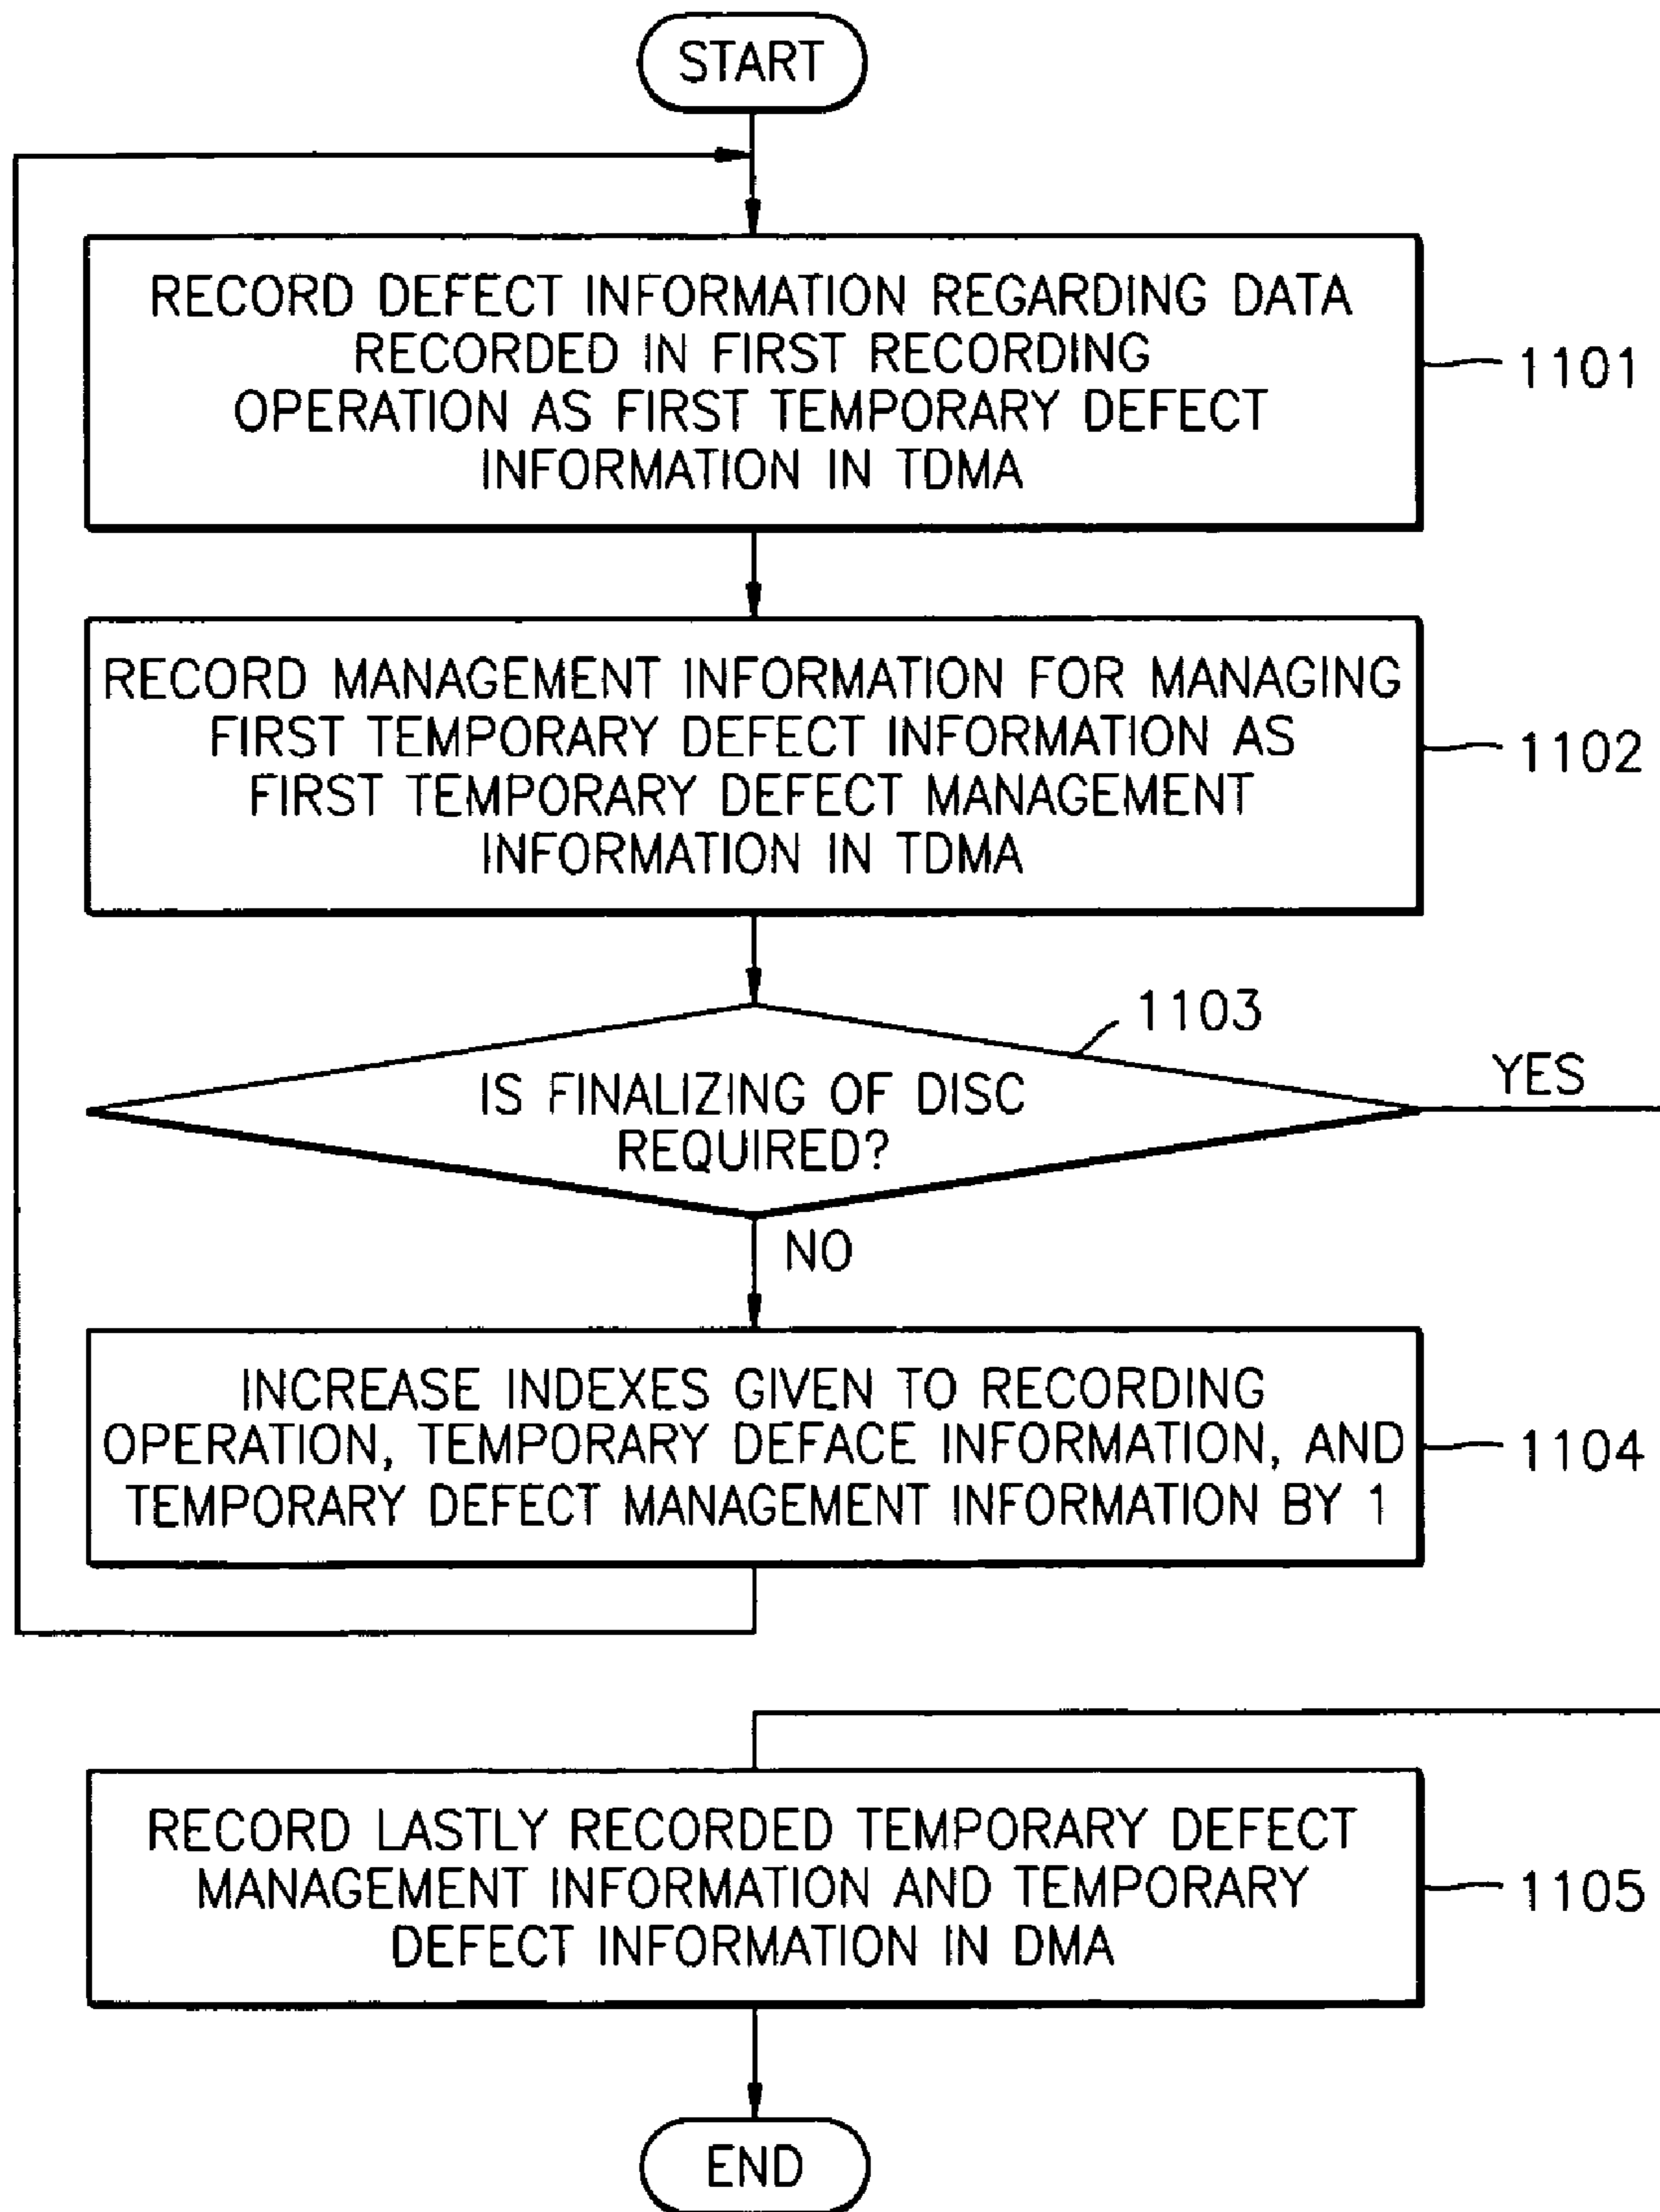 START
RECORD DEFECT INFORMATION REGARDING DATA
RECORDED IN FIRST RECORDING
OPERATION AS FIRST TEMPORARY DEFECT
INFORMATION IN TDMA
1101
RECORD MANAGEMENT INFORMATION FOR MANAGING
FIRST TEMPORARY DEFECT INFORMATION AS
FIRST TEMPORARY DEFECT MANAGEMENT
INFORMATION IN TDMA
1102
1103
IS FINALIZING OF DISC
REQUIRED?
YES
NO
INCREASE INDEXES GIVEN TO RECORDING
OPERATION, TEMPORARY DEFACE INFORMATION, AND
TEMPORARY DEFECT MANAGEMENT INFORMATION BY 1
1104
RECORD LASTLY RECORDED TEMPORARY DEFECT
MANAGEMENT INFORMATION AND TEMPORARY
DEFECT INFORMATION IN DMA
1105
END